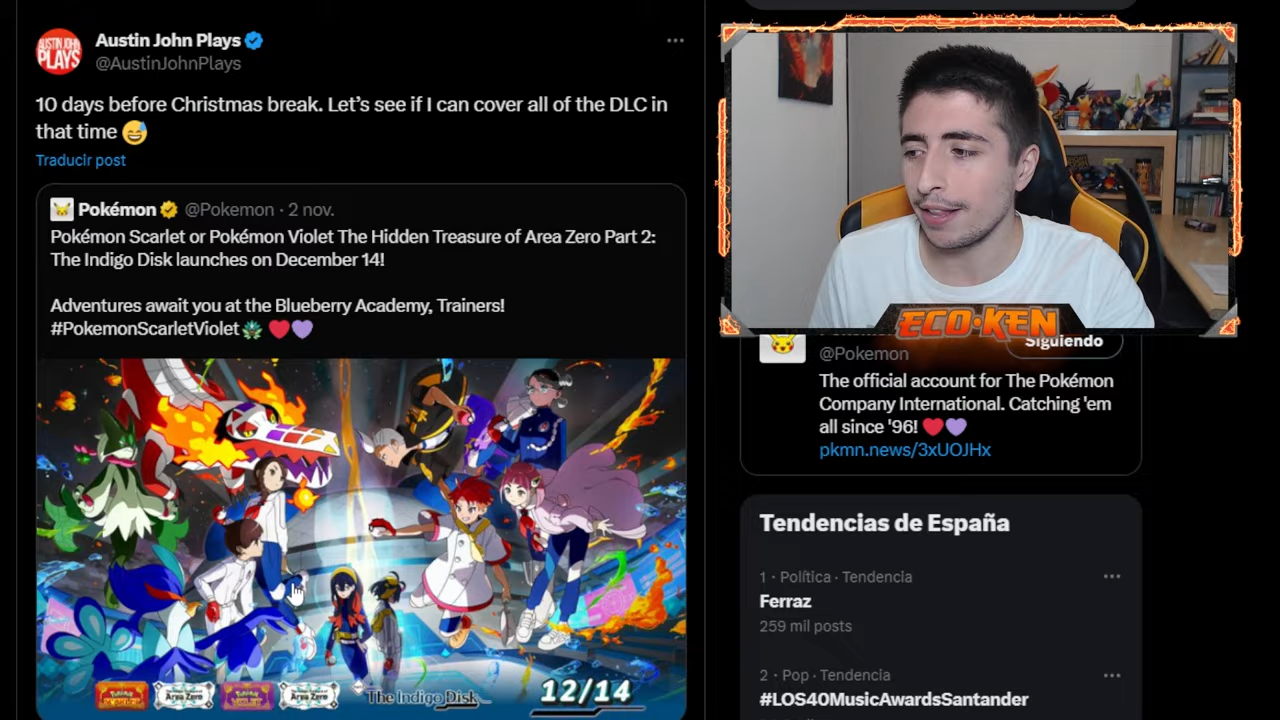 AUSTIN JOHN
PLAYS
Austin John Plays
@AustinJohnPlays
10 days before Christmas break. Let's see if I can cover all of the DLC in
that time 😅
Traducir post
Pokémon @Pokemon · 2 nov.
Pokémon Scarlet or Pokémon Violet The Hidden Treasure of Area Zero Part 2:
The Indigo Disk launches on December 14!
Adventures await you at the Blueberry Academy, Trainers!
#PokemonScarletViolet ❤️💜
The Indigo Disk
12/14
ECO·KEN
Siguiendo
@Pokemon
The official account for The Pokémon
Company International. Catching 'em
all since '96! ❤️💜
pkmn.news/3xUOJHx
Tendencias de España
1 · Política · Tendencia
Ferraz
259 mil posts
2 · Pop · Tendencia
#LOS40MusicAwardsSantander